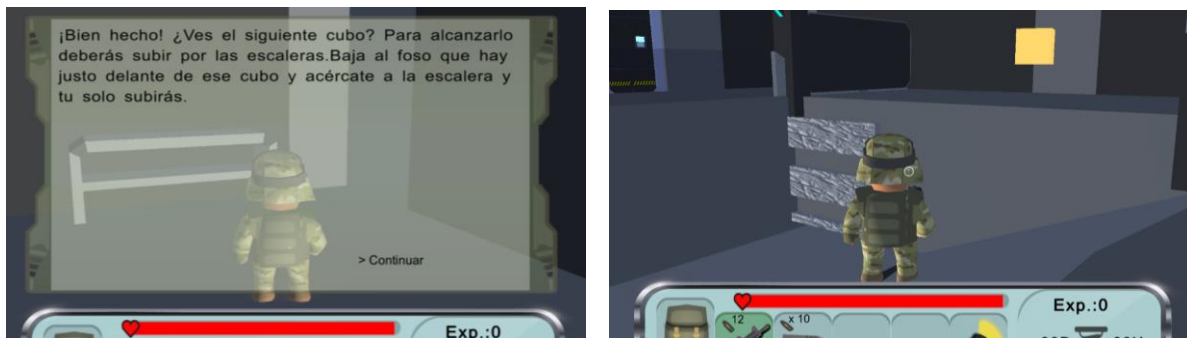 ¡Bien hecho! ¿Ves el siguiente cubo? Para alcanzarlo
deberás subir por las escaleras.Baja al foso que hay
justo delante de ese cubo y acércate a la escalera y
tu solo subirás.
> Continuar
Exp.:0
12
x 10
Exp.:0